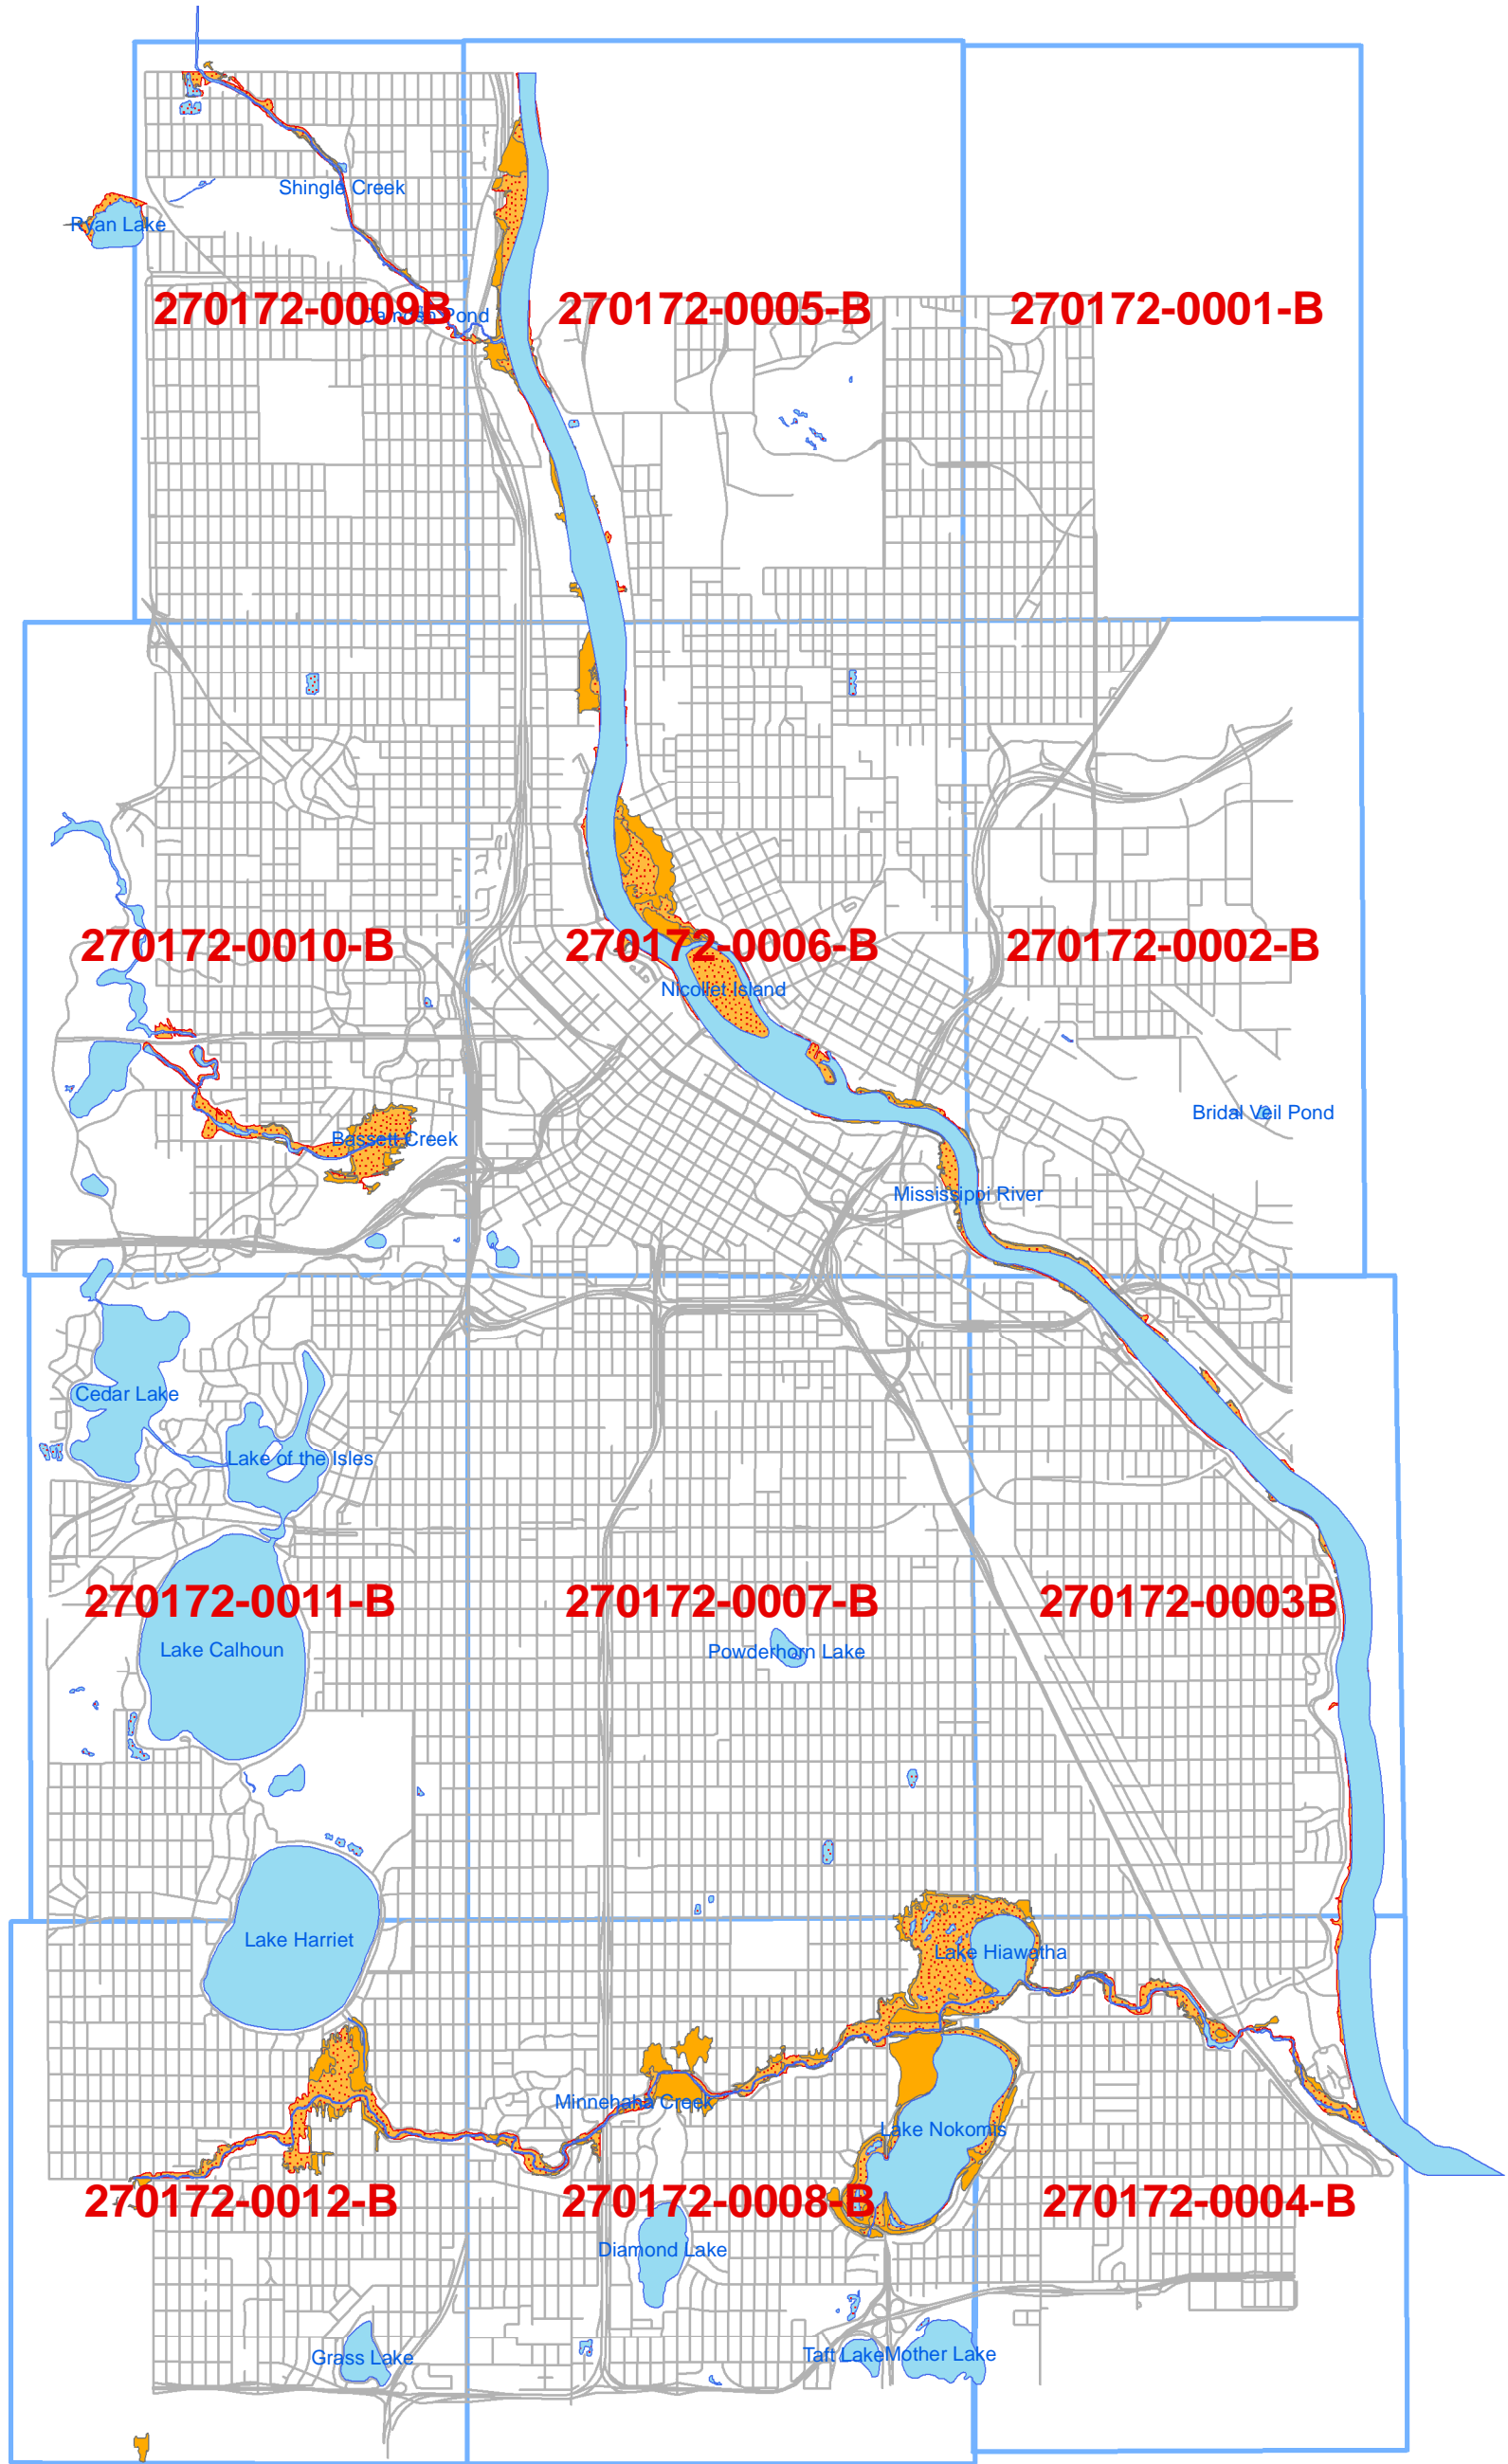 Shingle Creek
Ryan Lake
270172-0009B
270172-0005-B
270172-0001-B
Camden Pond
270172-0010-B
270172-0006-B
270172-0002-B
Nicollet Island
Bridal Veil Pond
Bassett Creek
Mississippi River
Cedar Lake
Lake of the Isles
270172-0011-B
270172-0007-B
270172-0003B
Lake Calhoun
Powderhorn Lake
Lake Harriet
Lake Hiawatha
Minnehaha Creek
Lake Nokomis
270172-0012-B
270172-0008-B
270172-0004-B
Diamond Lake
Grass Lake
Taft Lake
Mother Lake